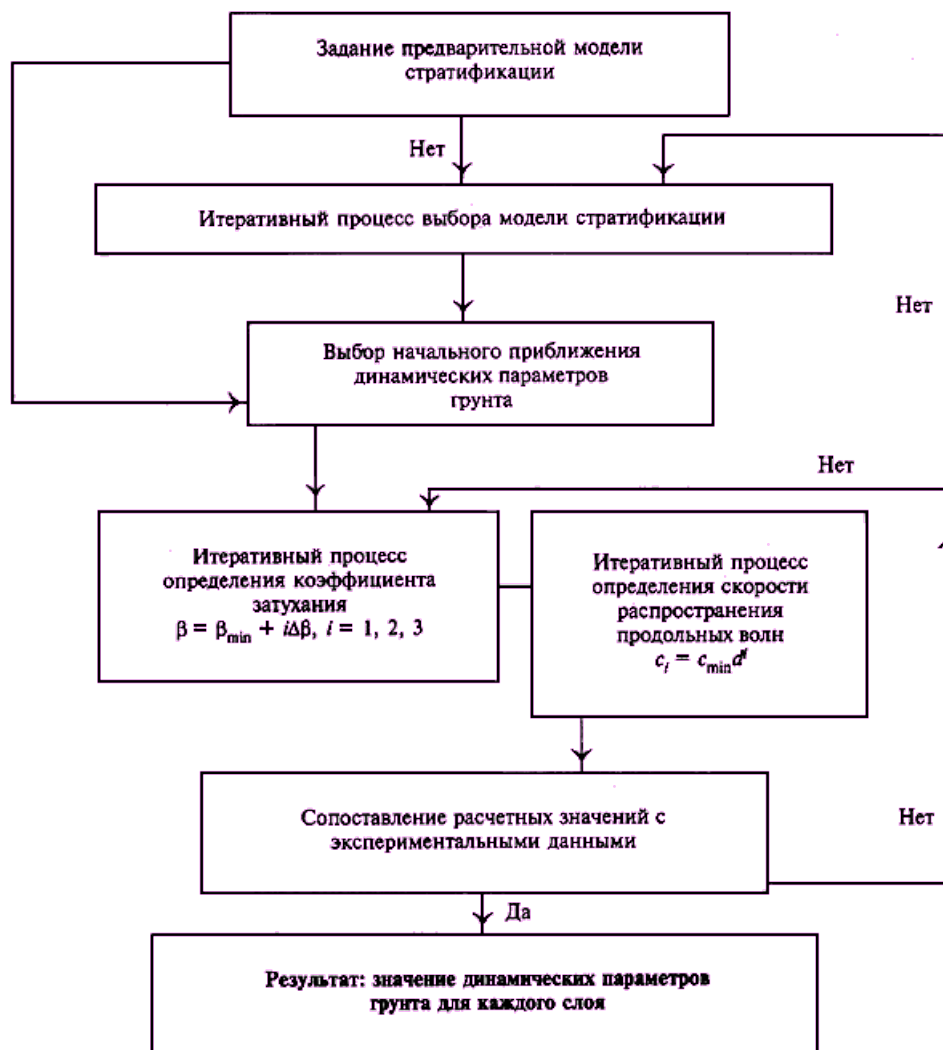 Задание предварительной модели
стратификации
Нет
Итеративный процесс выбора модели стратификации
Нет
Выбор начального приближения
динамических параметров
грунта
Нет
Итеративный процесс
определения коэффициента
затухания
β = βmin + iΔβ, i = 1, 2, 3
Итеративный процесс
определения скорости
распространения
продольных волн
ci = cmin
Сопоставление расчетных значений с
экспериментальными данными
Нет
Да
Результат: значение динамических параметров
грунта для каждого слоя